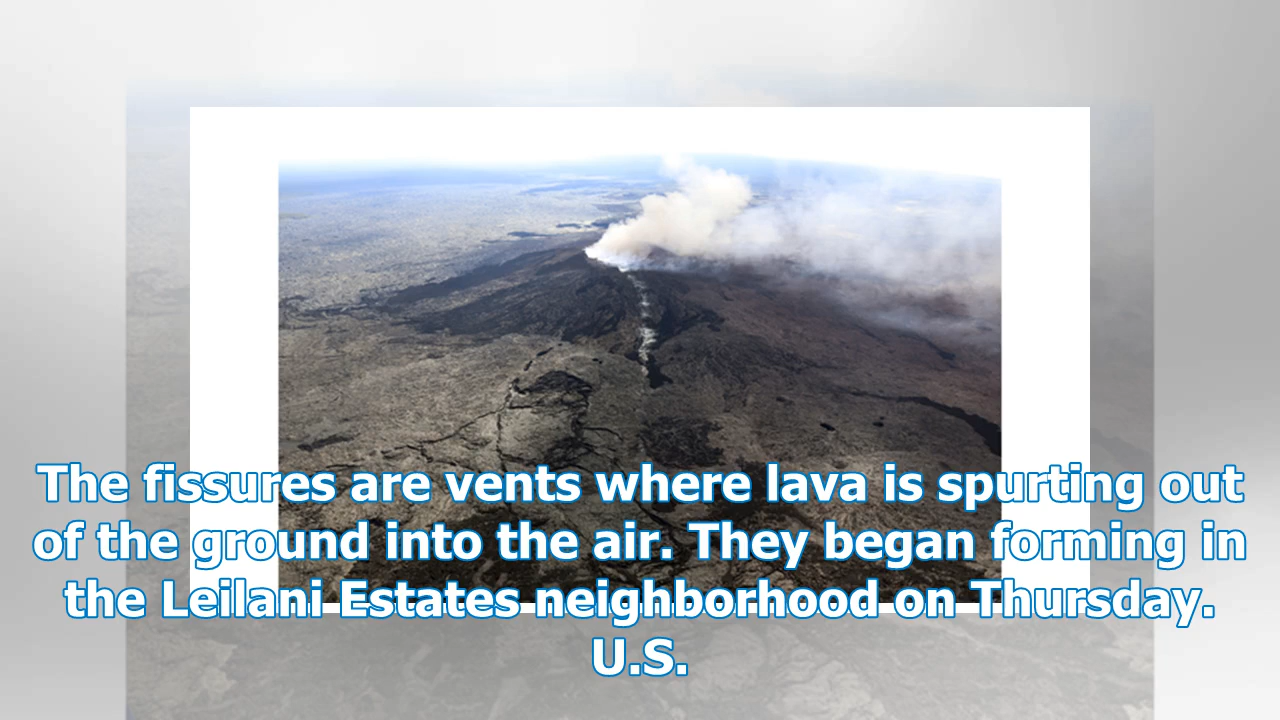 The fissures are vents where lava is spurting out
of the ground into the air. They began forming in
the Leilani Estates neighborhood on Thursday.
U.S.